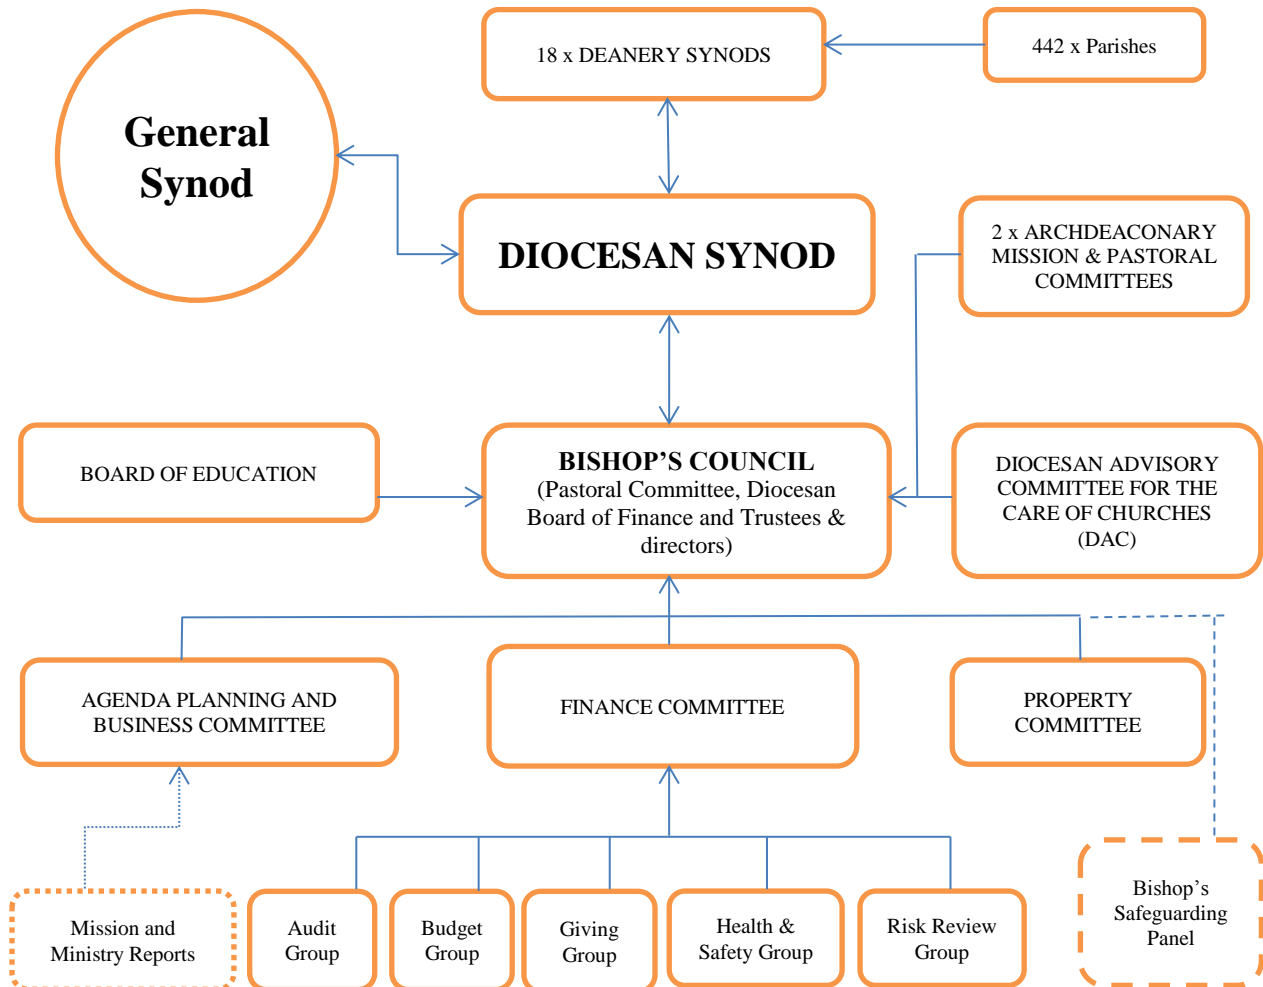 General
Synod
18 x DEANERY SYNODS
442 x Parishes
DIOCESAN SYNOD
2 x ARCHDEACONARY
MISSION & PASTORAL
COMMITTEES
BOARD OF EDUCATION
BISHOP’S COUNCIL
(Pastoral Committee, Diocesan
Board of Finance and Trustees &
directors)
DIOCESAN ADVISORY
COMMITTEE FOR THE
CARE OF CHURCHES
(DAC)
AGENDA PLANNING AND
BUSINESS COMMITTEE
FINANCE COMMITTEE
PROPERTY
COMMITTEE
Mission and
Ministry Reports
Audit
Group
Budget
Group
Giving
Group
Health &
Safety Group
Risk Review
Group
Bishop’s
Safeguarding
Panel